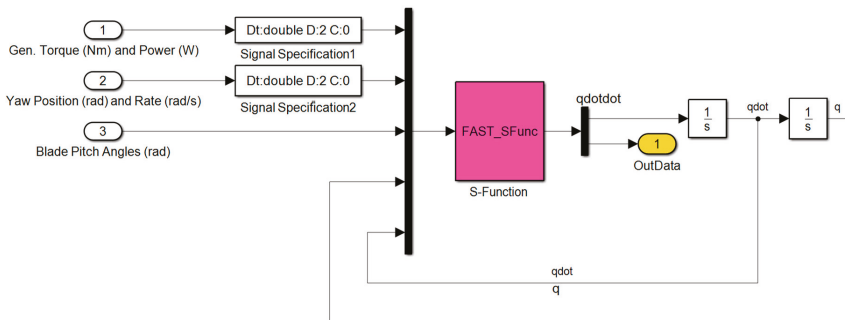 1
Gen. Torque (Nm) and Power (W)
Dt:double D:2 C:0
Signal Specification1
2
Yaw Position (rad) and Rate (rad/s)
Dt:double D:2 C:0
Signal Specification2
3
Blade Pitch Angles (rad)
FAST_SFunc
S-Function
qdotdot
1
OutData
1
s
qdot
1
s
q
qdot
q